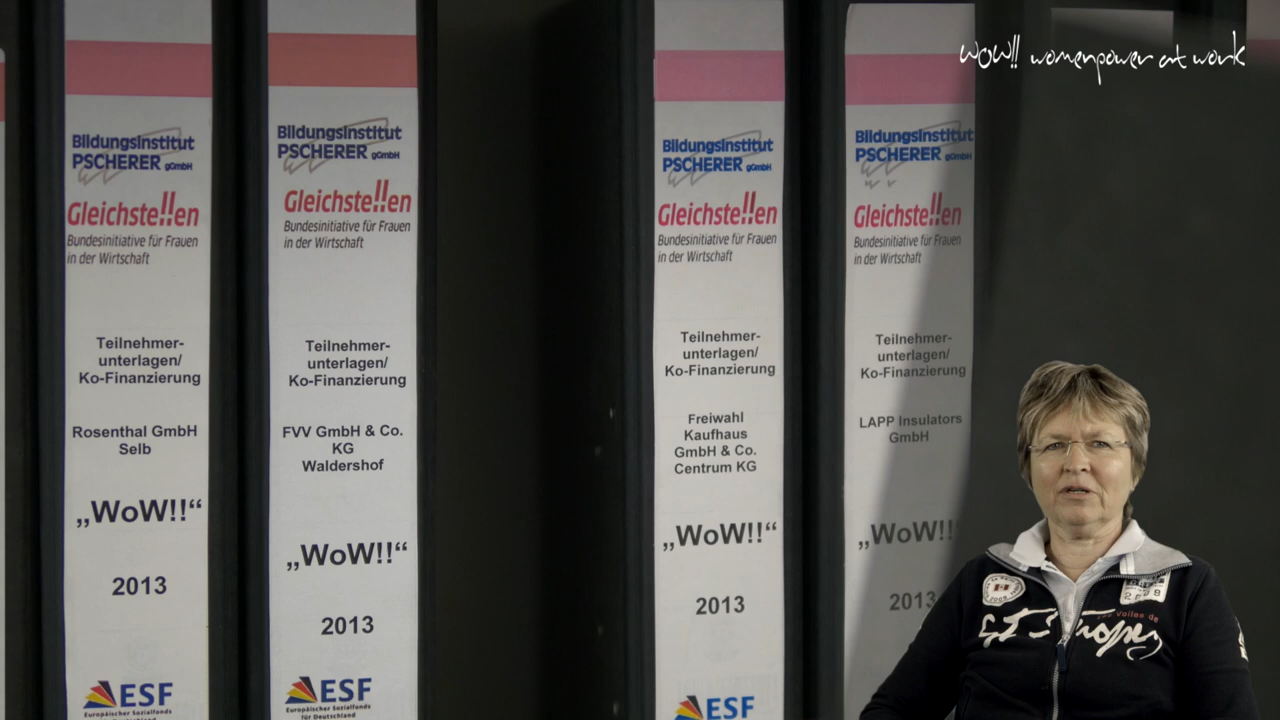 wow!! womenpower at work
Bildungsinstitut
PSCHERER gGmbH
Gleichste!!en
Bundesinitiative für Frauen
in der Wirtschaft
Teilnehmer-
unterlagen/
Ko-Finanzierung
Rosenthal GmbH
Selb
„WoW!!“
2013
ESF
Europäischer Sozialfonds
Bildungsinstitut
PSCHERER gGmbH
Gleichste!!en
Bundesinitiative für Frauen
in der Wirtschaft
Teilnehmer-
unterlagen/
Ko-Finanzierung
FVV GmbH & Co.
KG
Waldershof
„WoW!!“
2013
ESF
Europäischer Sozialfonds
für Deutschland
Bildungsinstitut
PSCHERER gGmbH
Gleichste!!en
Bundesinitiative für Frauen
in der Wirtschaft
Teilnehmer-
unterlagen/
Ko-Finanzierung
Freiwahl
Kaufhaus
GmbH & Co.
Centrum KG
„WoW!!“
2013
ESF
Bildungsinstitut
PSCHERER gGmbH
Gleichste!!en
Bundesinitiative für Frauen
in der Wirtschaft
Teilnehmer-
unterlagen/
Ko-Finanzierung
LAPP Insulators
GmbH
„WoW!!
2013
Voiles de